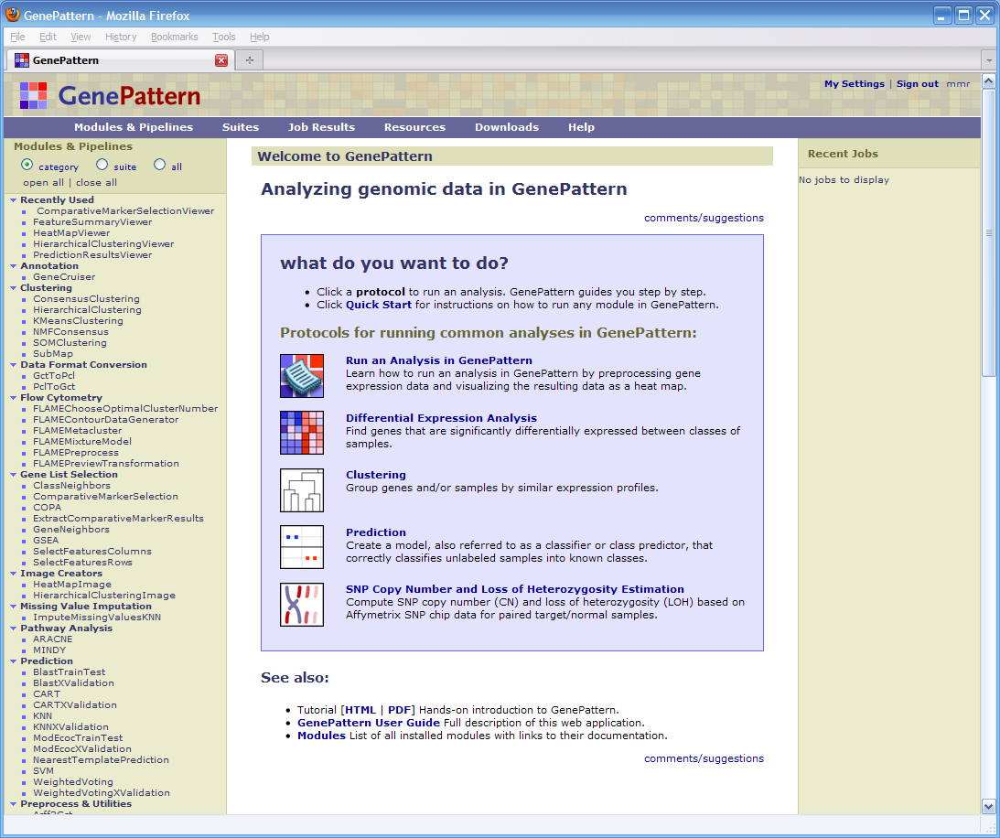 GenePattern - Mozilla Firefox
File Edit View History Bookmarks Tools Help
GenePattern
GenePattern
My Settings | Sign out mmr
Modules & Pipelines Suites Job Results Resources Downloads Help
Modules & Pipelines
category suite all
open all | close all
Recently Used
ComparativeMarkerSelectionViewer
FeatureSummaryViewer
HeatMapViewer
HierarchicalClusteringViewer
PredictionResultsViewer
Annotation
GeneCruiser
Clustering
ConsensusClustering
HierarchicalClustering
KMeansClustering
NMFConsensus
SOMClustering
SubMap
Data Format Conversion
GctToPcl
PclToGct
Flow Cytometry
FLAMEChooseOptimalClusterNumber
FLAMEContourDataGenerator
FLAMEMetacluster
FLAMEMixtureModel
FLAMEPreprocess
FLAMEPreviewTransformation
Gene List Selection
ClassNeighbors
ComparativeMarkerSelection
COPA
ExtractComparativeMarkerResults
GeneNeighbors
GSEA
SelectFeaturesColumns
SelectFeaturesRows
Image Creators
HeatMapImage
HierarchicalClusteringImage
Missing Value Imputation
ImputeMissingValuesKNN
Pathway Analysis
ARACNE
MINDY
Prediction
BlastTrainTest
BlastXValidation
CART
CARTXValidation
KNN
KNNXValidation
ModEcocTrainTest
ModEcocXValidation
NearestTemplatePrediction
SVM
WeightedVoting
WeightedVotingXValidation
Preprocess & Utilities
Welcome to GenePattern
Analyzing genomic data in GenePattern
comments/suggestions
what do you want to do?
• Click a protocol to run an analysis. GenePattern guides you step by step.
• Click Quick Start for instructions on how to run any module in GenePattern.
Protocols for running common analyses in GenePattern:
Run an Analysis in GenePattern
Learn how to run an analysis in GenePattern by preprocessing gene
expression data and visualizing the resulting data as a heat map.
Differential Expression Analysis
Find genes that are significantly differentially expressed between classes of
samples.
Clustering
Group genes and/or samples by similar expression profiles.
Prediction
Create a model, also referred to as a classifier or class predictor, that
correctly classifies unlabeled samples into known classes.
SNP Copy Number and Loss of Heterozygosity Estimation
Compute SNP copy number (CN) and loss of heterozygosity (LOH) based on
Affymetrix SNP chip data for paired target/normal samples.
See also:
• Tutorial [HTML | PDF] Hands-on introduction to GenePattern.
• GenePattern User Guide Full description of this web application.
• Modules List of all installed modules with links to their documentation.
comments/suggestions
Recent Jobs
No jobs to display